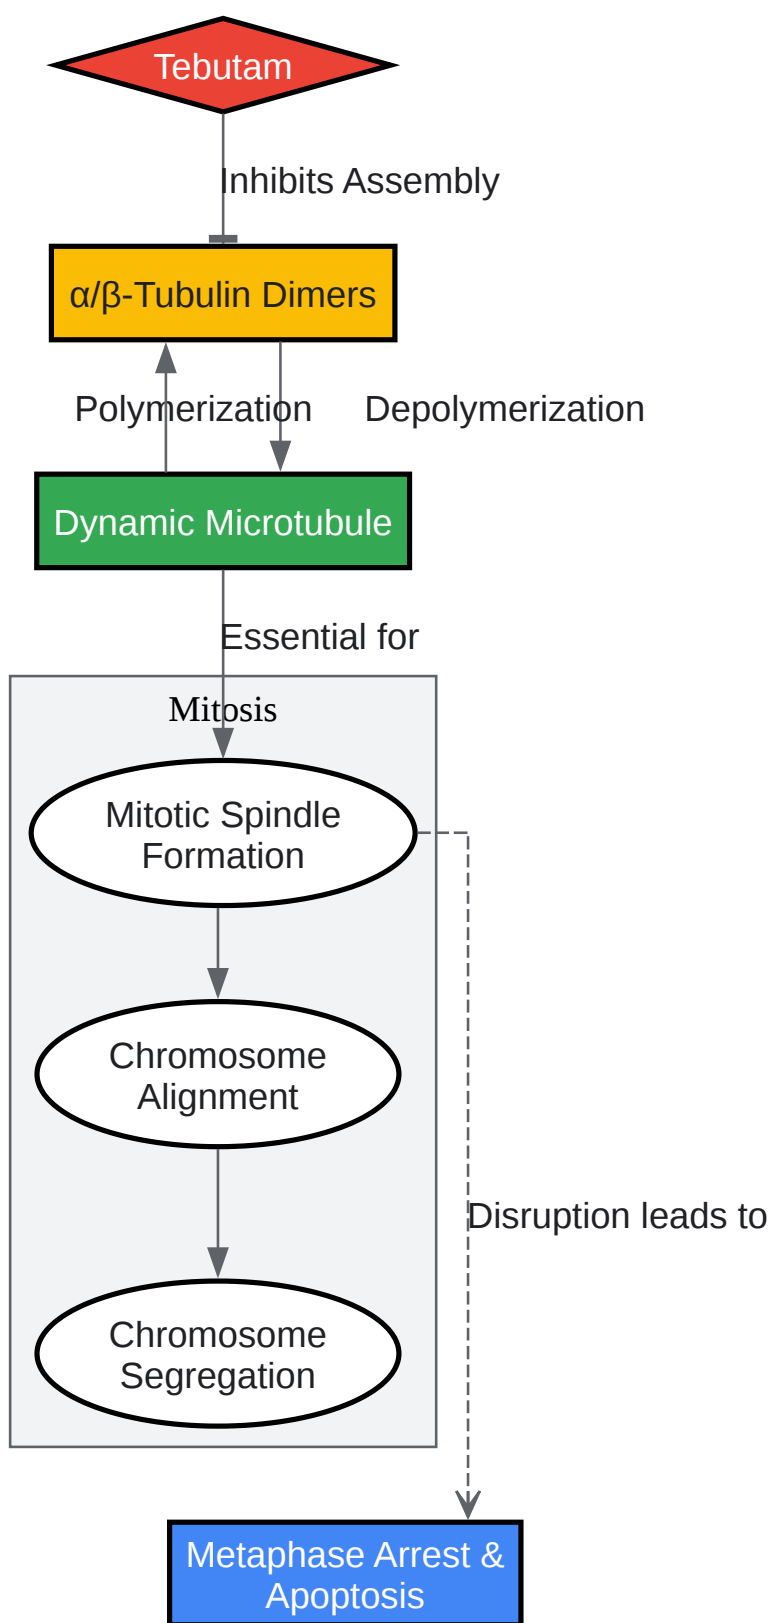 Tebutam
Inhibits Assembly
α/β-Tubulin Dimers
Polymerization
Depolymerization
Dynamic Microtubule
Essential for
Mitosis
Mitotic Spindle
Formation
Chromosome
Alignment
Disruption leads to
Chromosome
Segregation
Metaphase Arrest &
Apoptosis